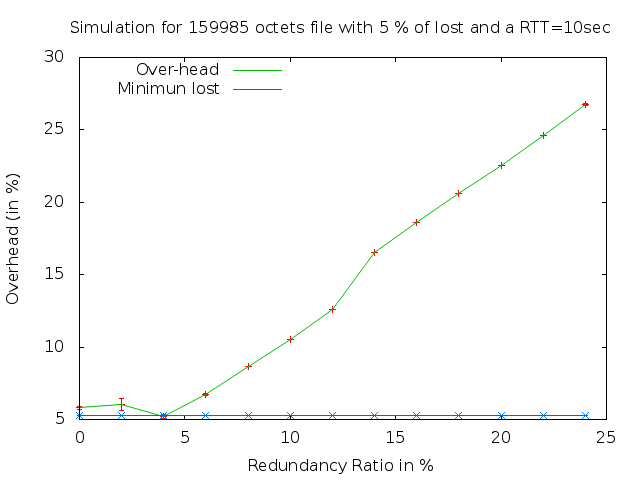 Simulation for 159985 octets file with 5 % of lost and a RTT=10sec
30
Over-head
Minimun lost
25
20
Overhead (in %)
15
10
5
0 5 10 15 20 25
Redundancy Ratio in %